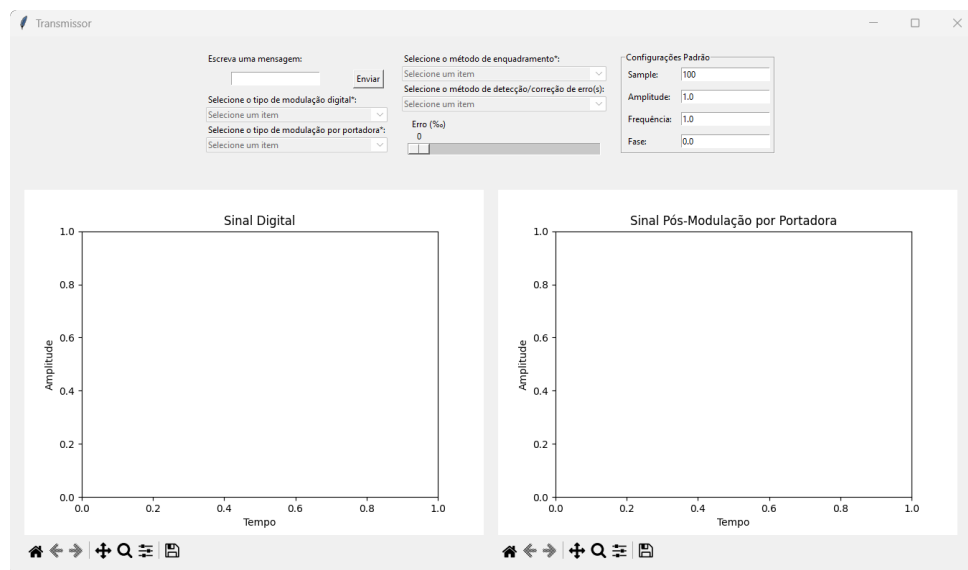 Transmissor
Escreva uma mensagem:
Enviar
Selecione o tipo de modulação digital*:
Selecione um item
Selecione o tipo de modulação por portadora*:
Selecione um item
Selecione o método de enquadramento*:
Selecione um item
Selecione o método de detecção/correção de erro(s):
Selecione um item
Erro (‰)
0
Configurações Padrão
Sample: 100
Amplitude: 1.0
Frequência: 1.0
Fase: 0.0
Sinal Digital
1.0
0.8
0.6
0.4
0.2
0.0
Amplitude
0.0 0.2 0.4 0.6 0.8 1.0
Tempo
Sinal Pós-Modulação por Portadora
1.0
0.8
0.6
0.4
0.2
0.0
Amplitude
0.0 0.2 0.4 0.6 0.8 1.0
Tempo